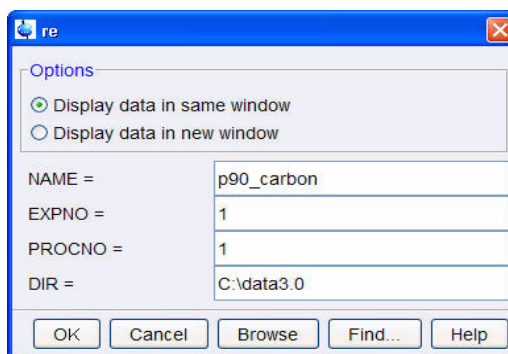 re
Options
Display data in same window
Display data in new window
NAME = p90_carbon
EXPNO = 1
PROCNO = 1
DIR = C:\data3.0
OK Cancel Browse Find... Help